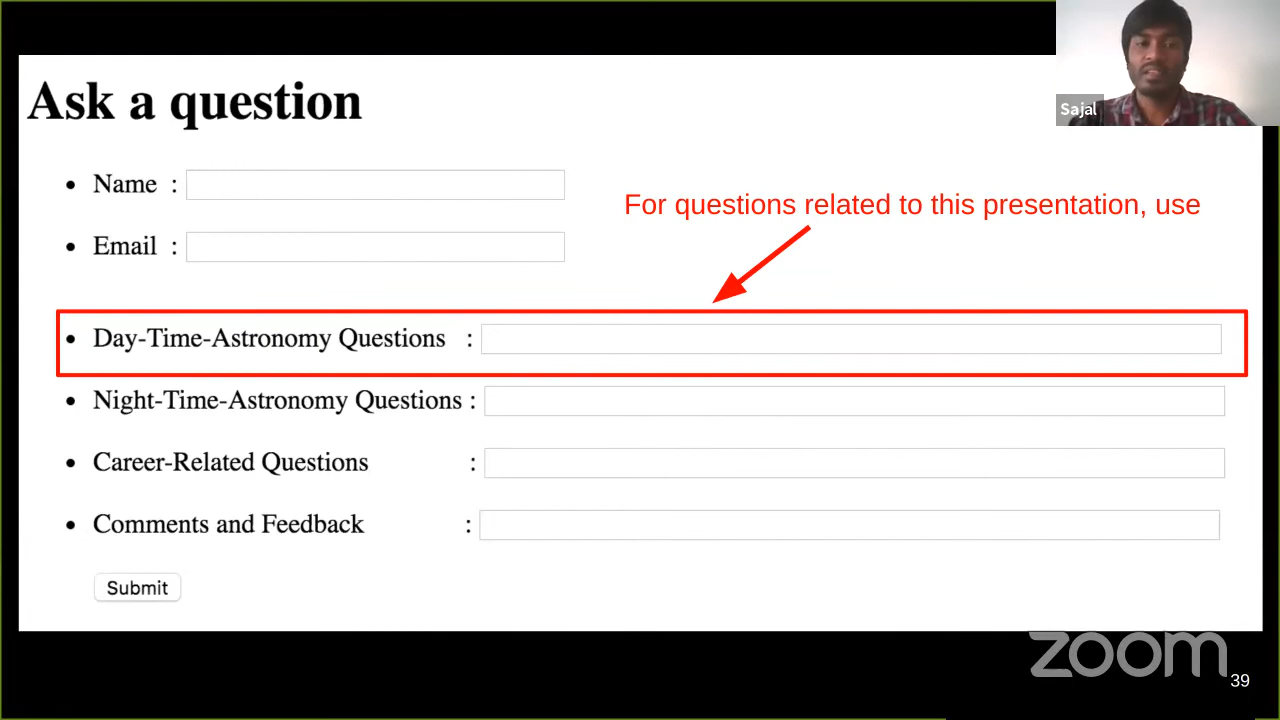 Sajal
Ask a question
• Name :
For questions related to this presentation, use
• Email :
• Day-Time-Astronomy Questions :
• Night-Time-Astronomy Questions :
• Career-Related Questions :
• Comments and Feedback :
Submit
zoom
39